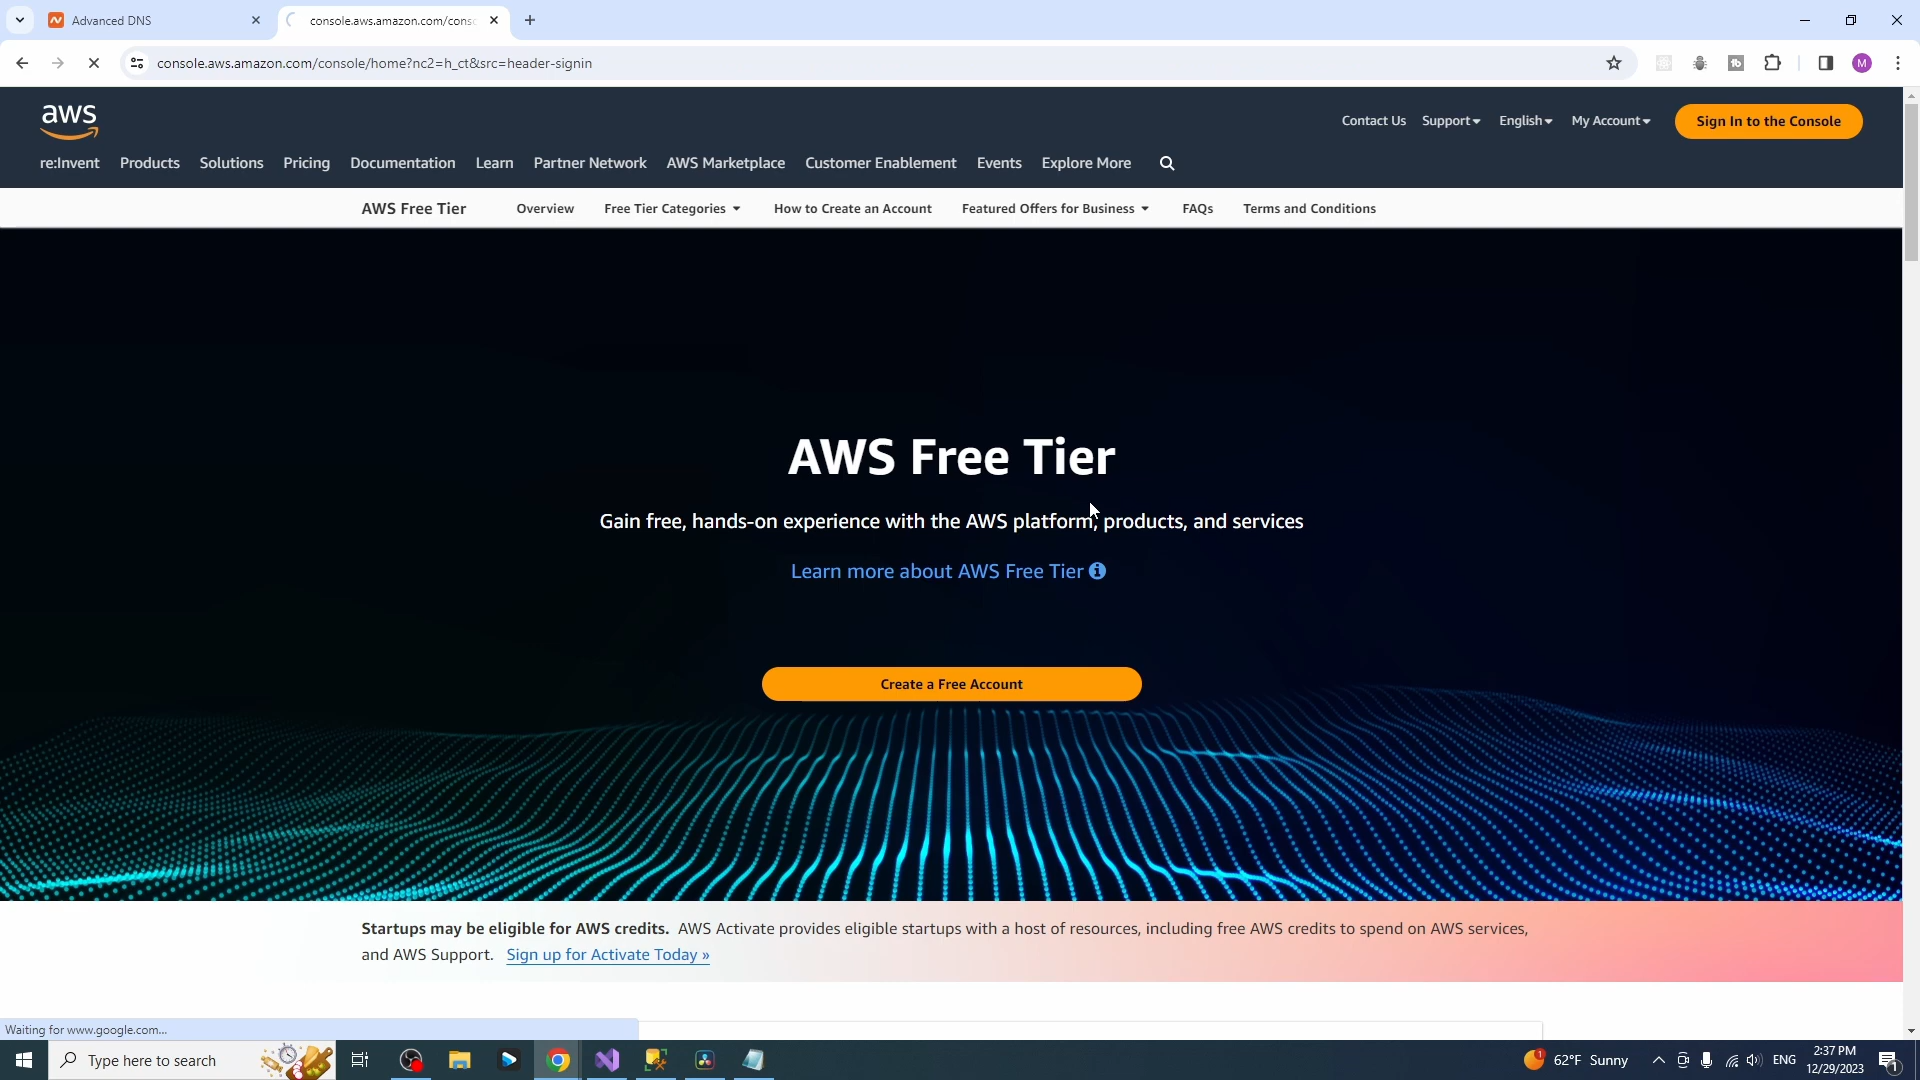 Advanced DNS
console.aws.amazon.com/cons
console.aws.amazon.com/console/home?nc2=h_ct&src=header-signin
M
aws
Contact Us Support English My Account Sign In to the Console
re:Invent Products Solutions Pricing Documentation Learn Partner Network AWS Marketplace Customer Enablement Events Explore More
AWS Free Tier Overview Free Tier Categories How to Create an Account Featured Offers for Business FAQs Terms and Conditions
AWS Free Tier
Gain free, hands-on experience with the AWS platform, products, and services
Learn more about AWS Free Tier
Create a Free Account
Startups may be eligible for AWS credits. AWS Activate provides eligible startups with a host of resources, including free AWS credits to spend on AWS services,
and AWS Support. Sign up for Activate Today »
Waiting for www.google.com...
Type here to search
1
62°F Sunny
ENG
2:37 PM
12/29/2023
1